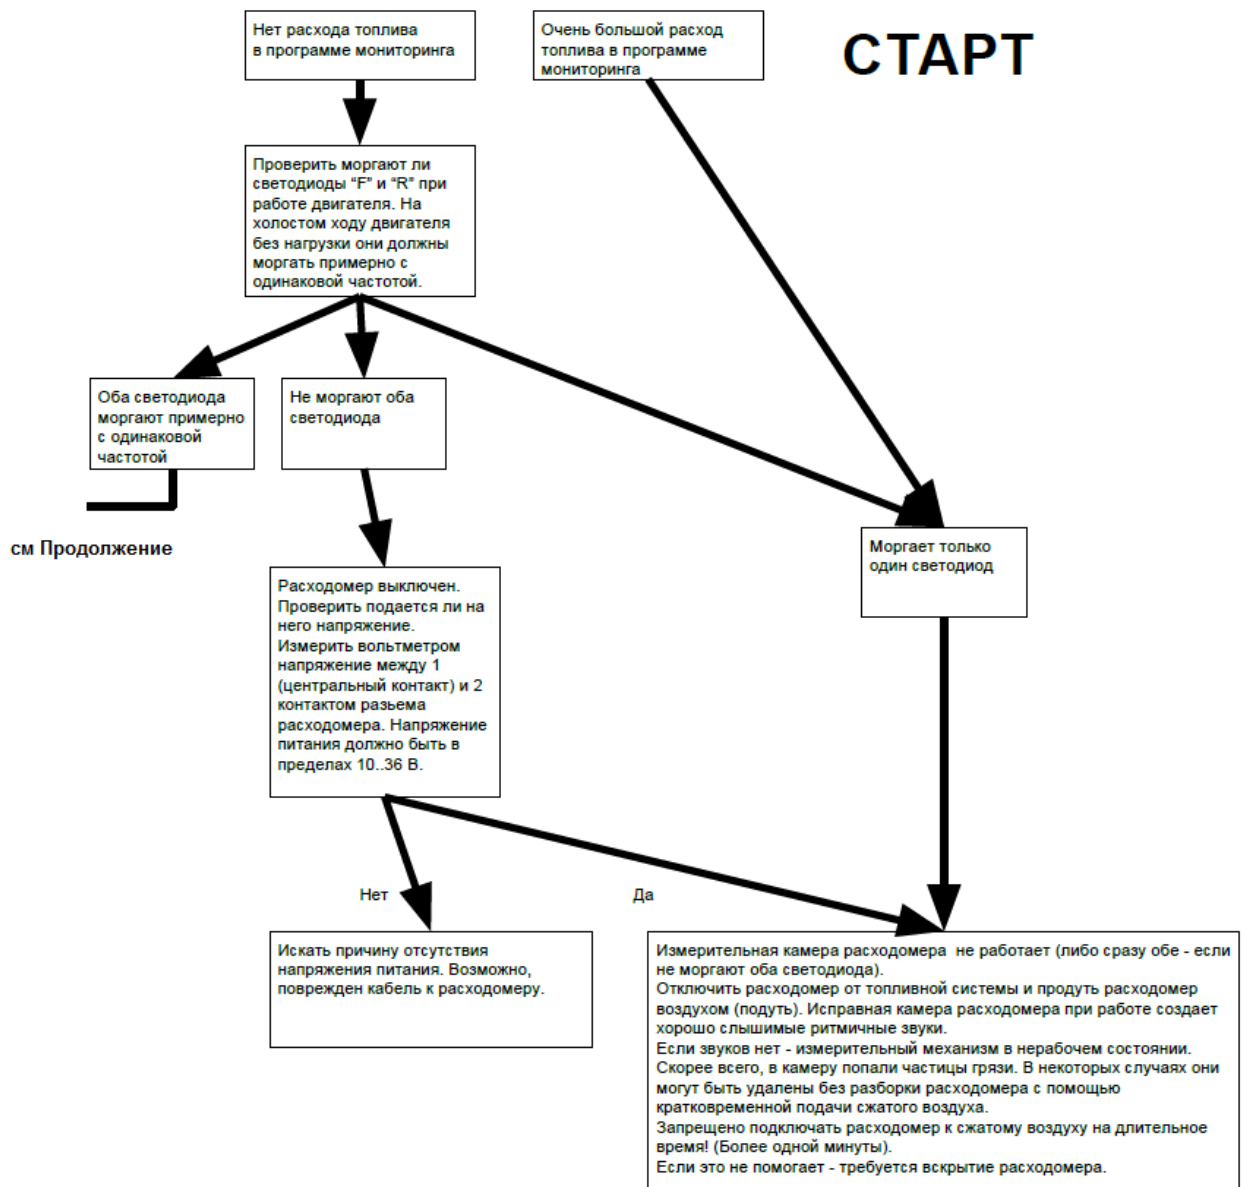 Нет расхода топлива
в программе мониторинга
Очень большой расход
топлива в программе
мониторинга
СТАРТ
Проверить моргают ли
светодиоды “F” и “R” при
работе двигателя. На
холостом ходу двигателя
без нагрузки они должны
моргать примерно с
одинаковой частотой.
Оба светодиода
моргают примерно
с одинаковой
частотой
Не моргают оба
светодиода
см Продолжение
Моргает только
один светодиод
Расходомер выключен.
Проверить подается ли на
него напряжение.
Измерить вольтметром
напряжение между 1
(центральный контакт) и 2
контактом разьема
расходомера. Напряжение
питания должно быть в
пределах 10..36 В.
Нет
Да
Искать причину отсутствия
напряжения питания. Возможно,
поврежден кабель к расходомеру.
Измерительная камера расходомера не работает (либо сразу обе - если
не моргают оба светодиода).
Отключить расходомер от топливной системы и продуть расходомер
воздухом (подуть). Исправная камера расходомера при работе создает
хорошо слышимые ритмичные звуки.
Если звуков нет - измерительный механизм в нерабочем состоянии.
Скорее всего, в камеру попали частицы грязи. В некоторых случаях они
могут быть удалены без разборки расходомера с помощью
кратковременной подачи сжатого воздуха.
Запрещено подключать расходомер к сжатому воздуху на длительное
время! (Более одной минуты).
Если это не помогает - требуется вскрытие расходомера.